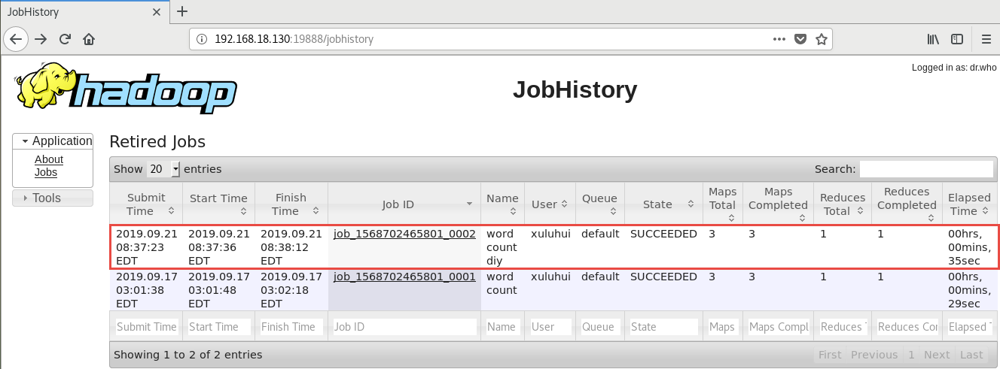 JobHistory
192.168.18.130:19888/jobhistory
Logged in as: dr.who
hadoop
JobHistory
Application
About
Jobs
Tools
Retired Jobs
Show 20 entries Search:
Submit Time Start Time Finish Time Job ID Name User Queue State Maps Total Maps Completed Reduces Total Reduces Completed Elapsed Time
2019.09.21 2019.09.21 2019.09.21 job_1568702465801_0002 word xuluhui default SUCCEEDED 3 3 1 1 00hrs,
08:37:23 08:37:36 08:38:12 count 00mins,
EDT EDT EDT diy 35sec
2019.09.17 2019.09.17 2019.09.17 job_1568702465801_0001 word xuluhui default SUCCEEDED 3 3 1 1 00hrs,
03:01:38 03:01:48 03:02:18 count 00mins,
EDT EDT EDT 29sec
Submit Time Start Time Finish Time Job ID Name User Queue State Maps Maps Compl Reduces Reduces Co Elapsed
Showing 1 to 2 of 2 entries First Previous 1 Next Last